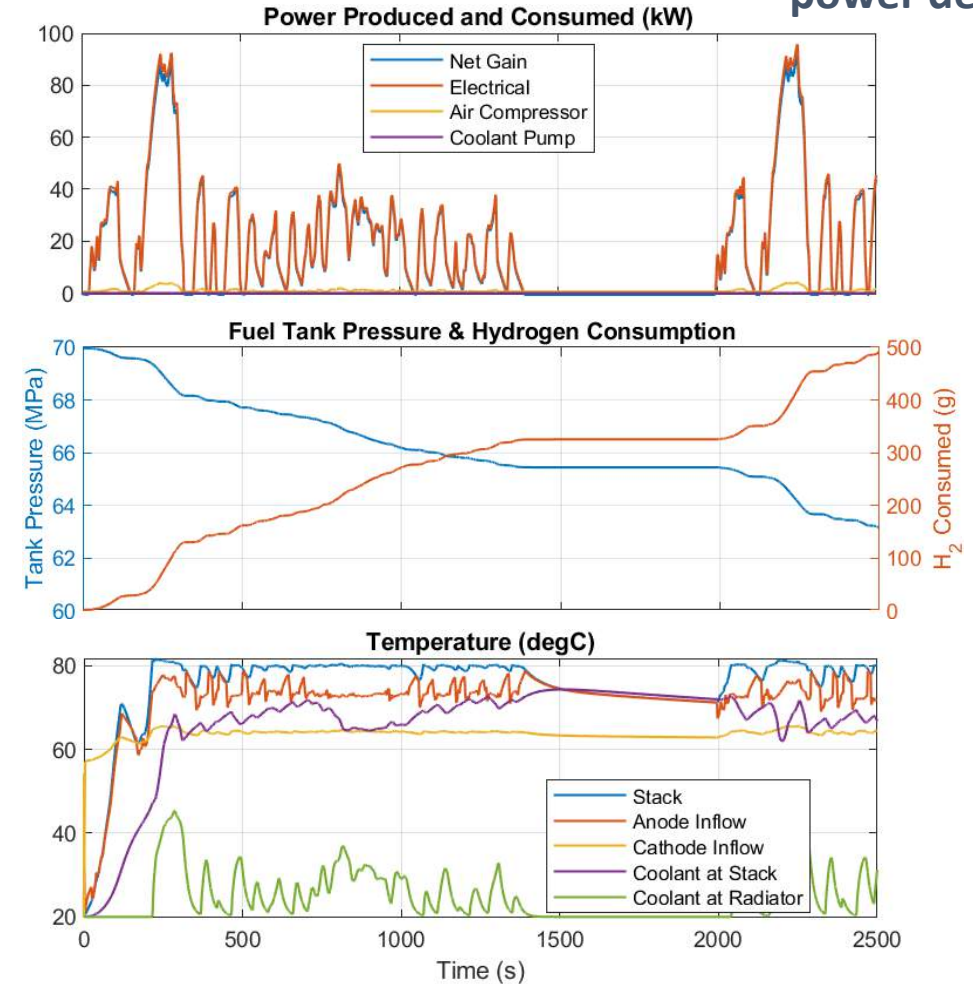 power de
Power Produced and Consumed (kW)
100
80
60
40
20
0
Net Gain
Electrical
Air Compressor
Coolant Pump
Fuel Tank Pressure & Hydrogen Consumption
Tank Pressure (MPa)
70
68
66
64
62
60
500
400
300
200
100
0
H2 Consumed (g)
Temperature (degC)
80
60
40
20
Stack
Anode Inflow
Cathode Inflow
Coolant at Stack
Coolant at Radiator
0 500 1000 1500 2000 2500
Time (s)